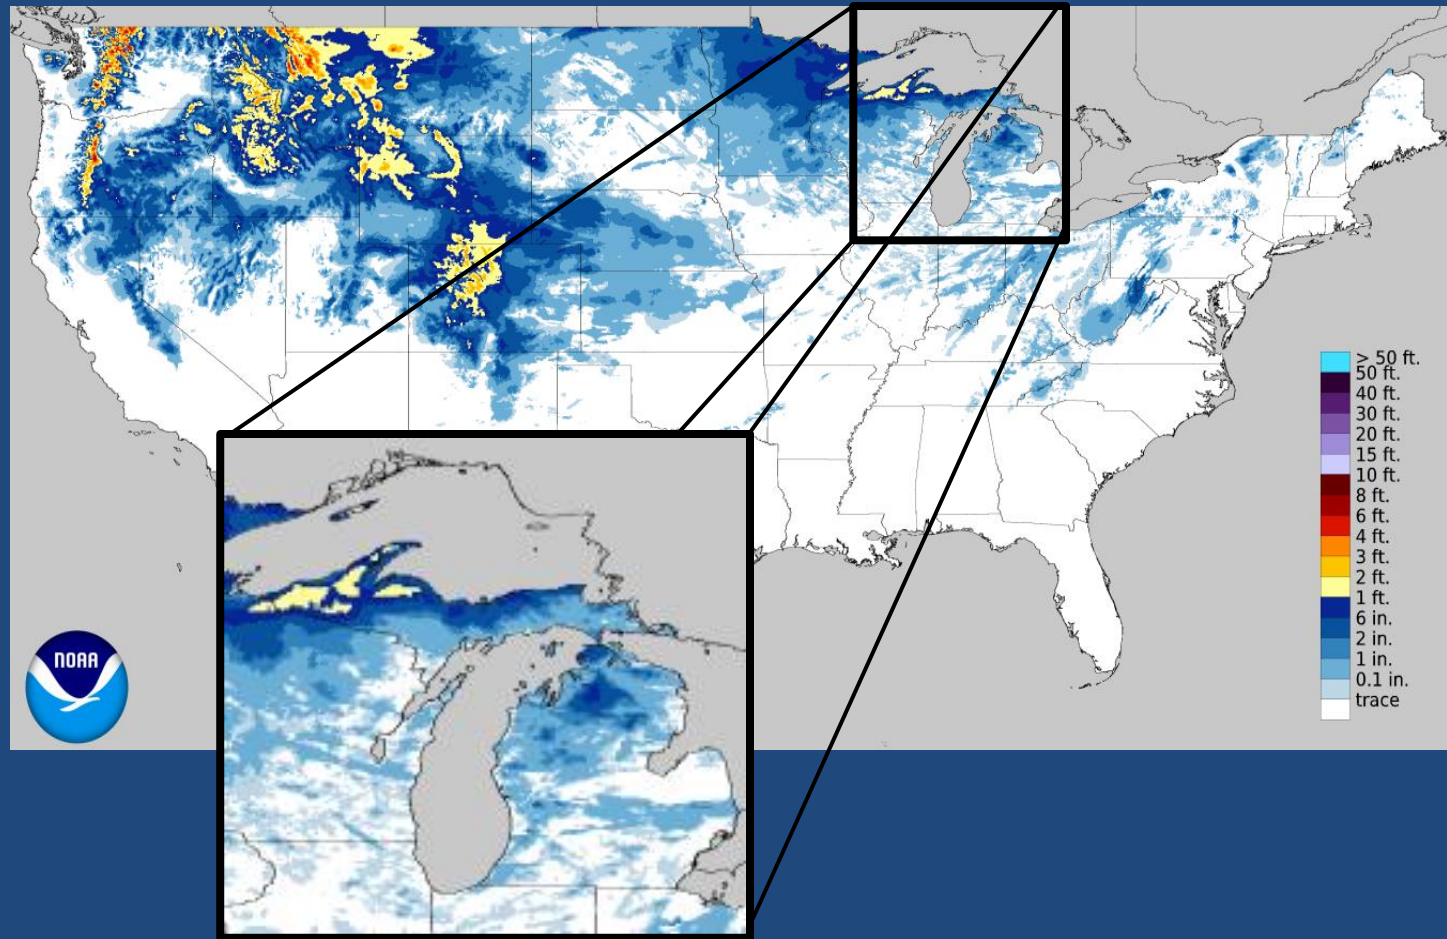 > 50 ft.
50 ft.
40 ft.
30 ft.
20 ft.
15 ft.
10 ft.
8 ft.
6 ft.
4 ft.
3 ft.
2 ft.
1 ft.
6 in.
2 in.
1 in.
0.1 in.
trace
NOAA